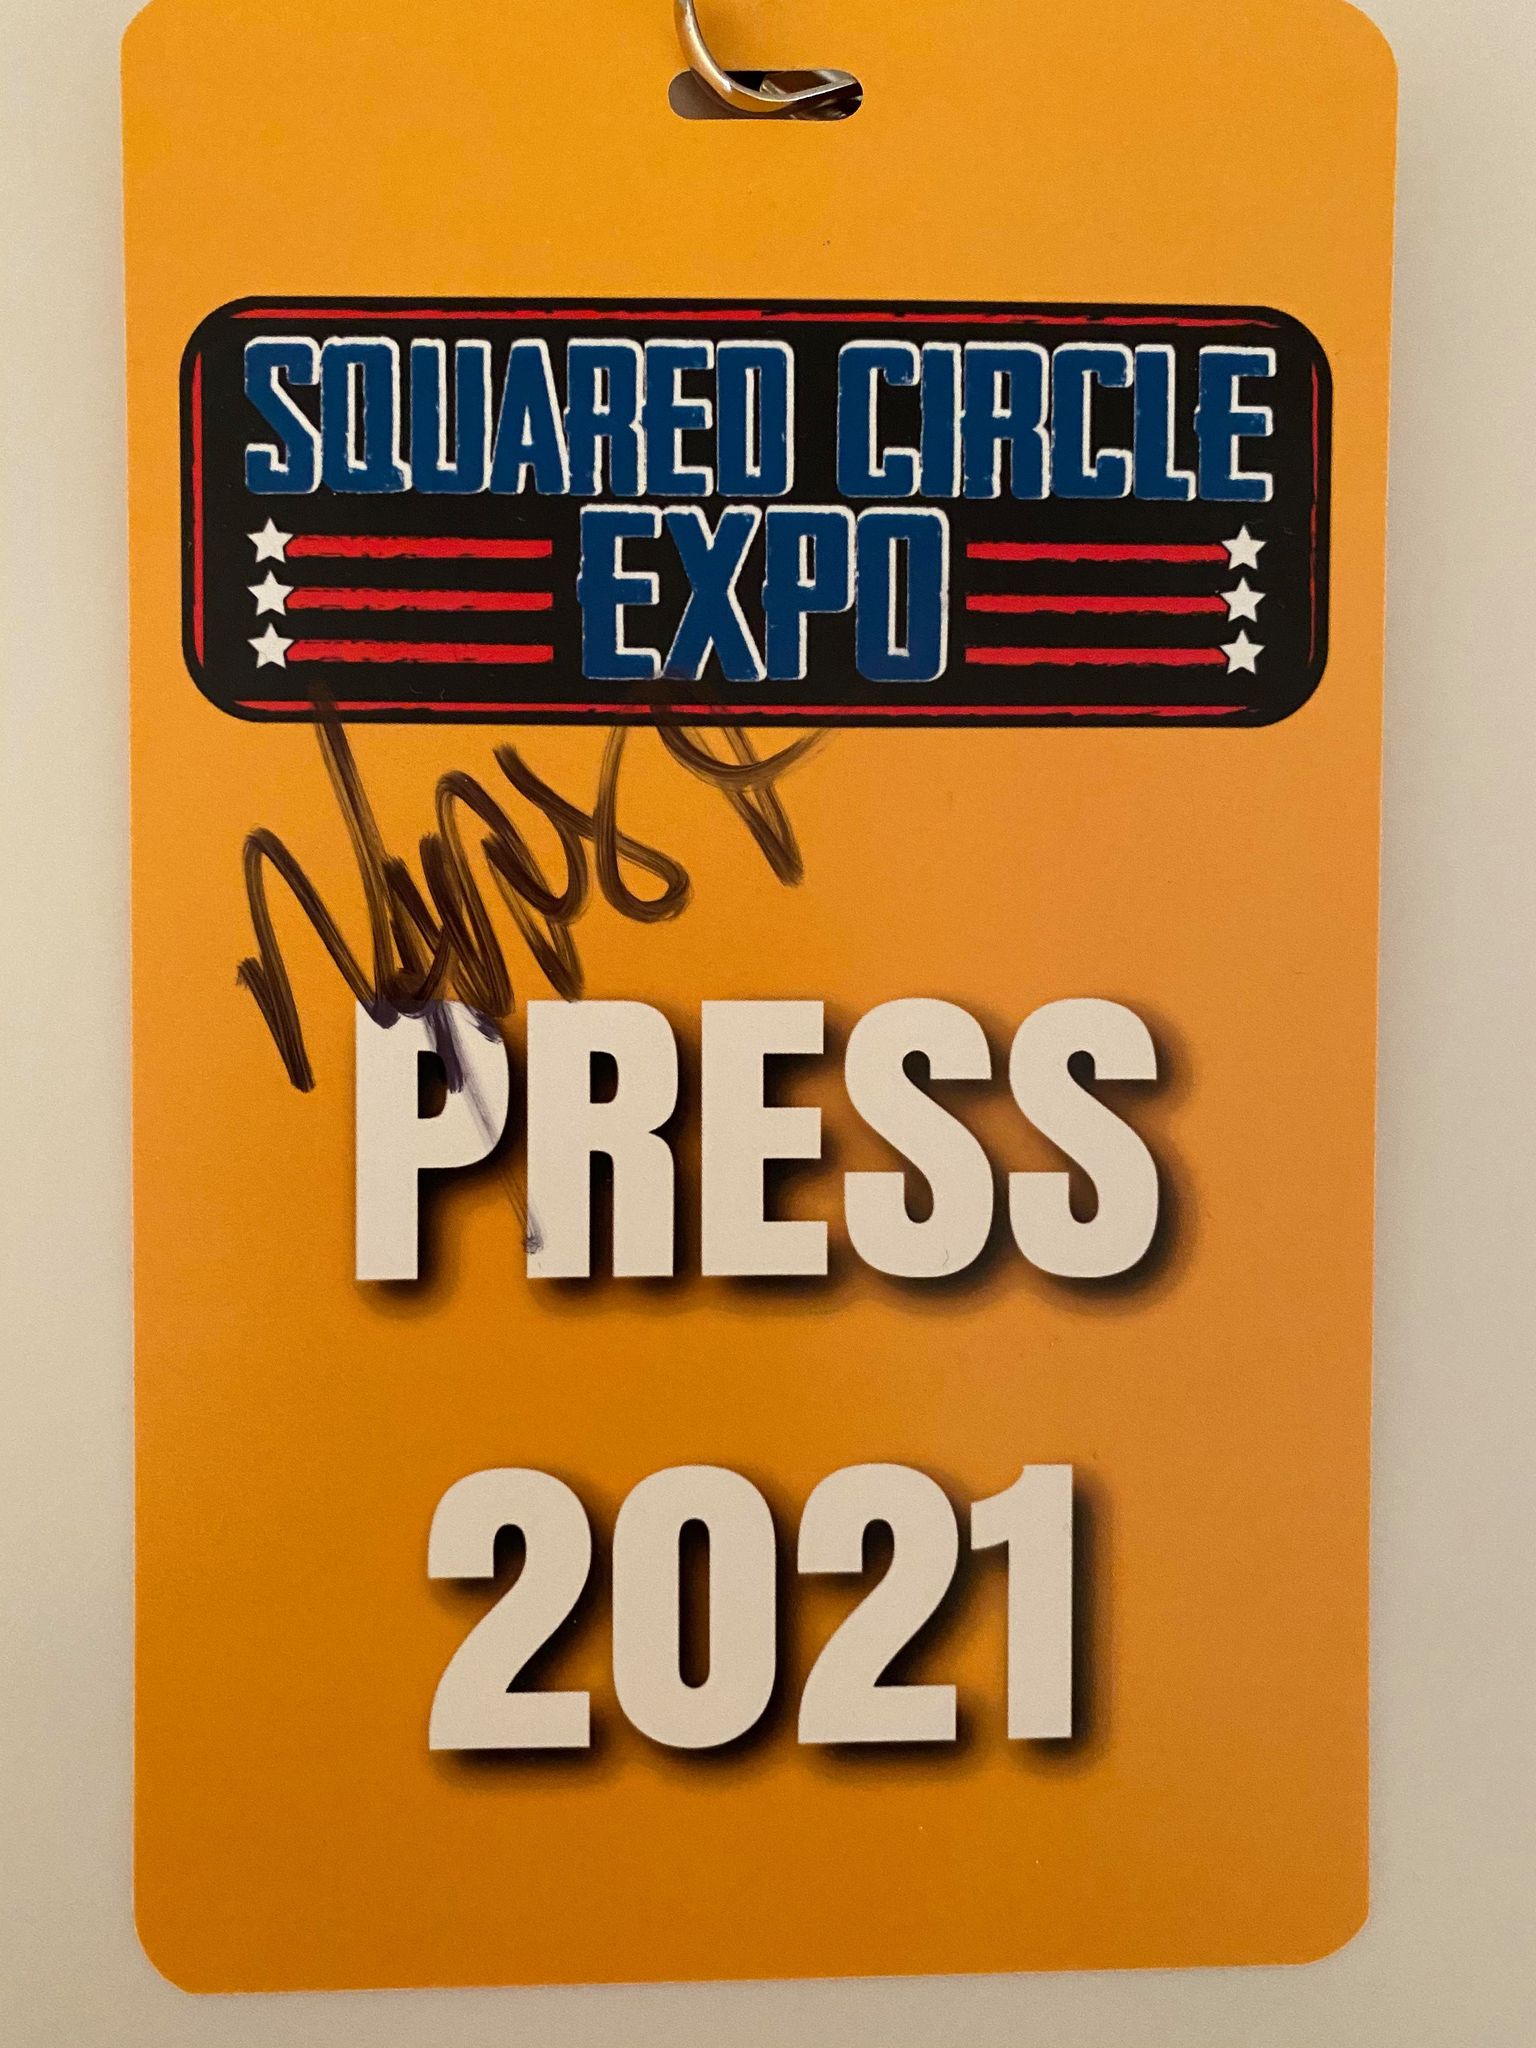 SQUARED CIRCLE
EXPO
PRESS
2021